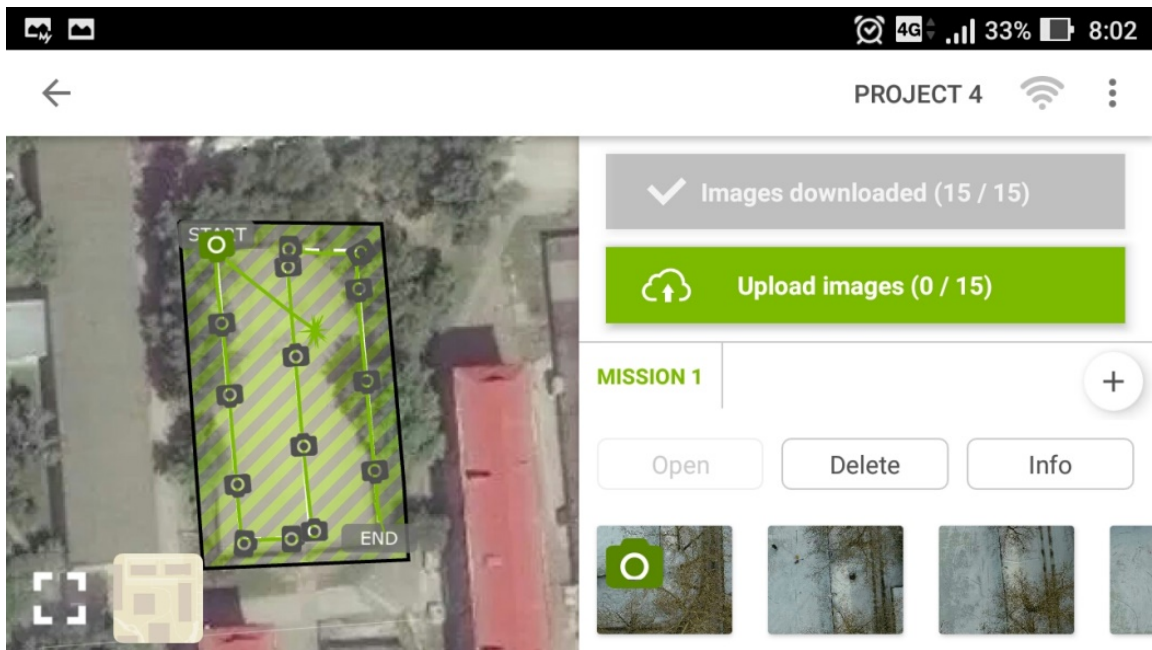 4G 33% 8:02
PROJECT 4
START
END
Images downloaded (15 / 15)
Upload images (0 / 15)
MISSION 1
Open
Delete
Info